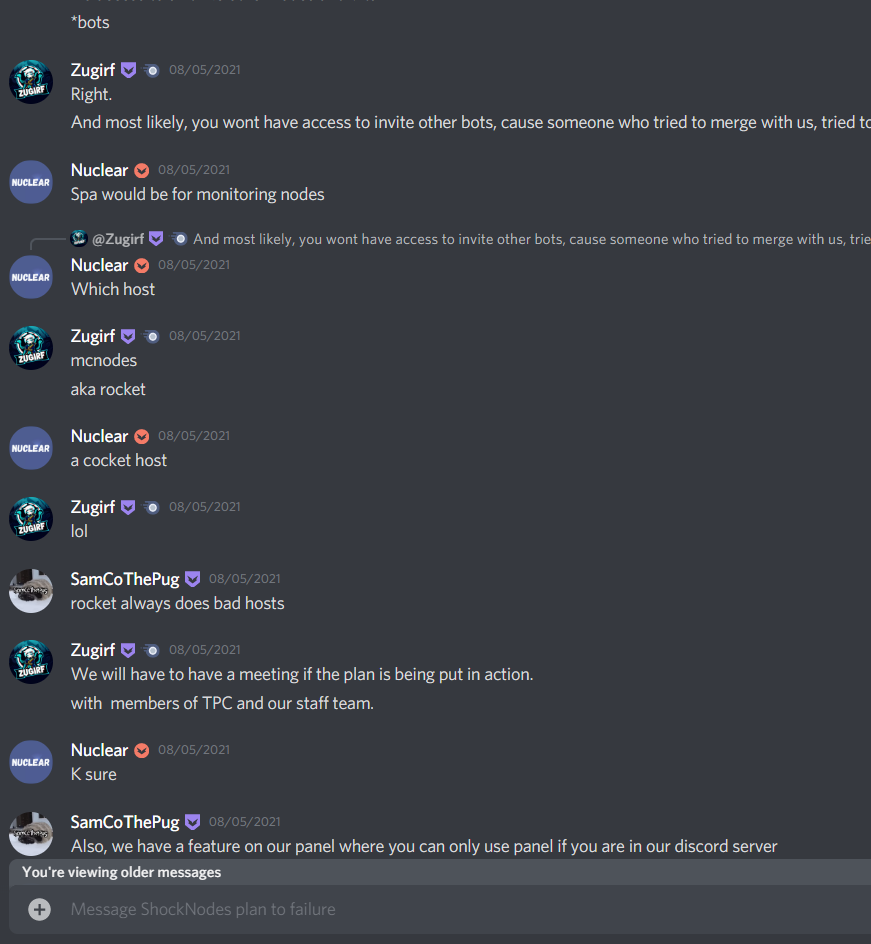 *bots
Zugirf 08/05/2021
Right.
And most likely, you wont have access to invite other bots, cause someone who tried to merge with us, tried to
Nuclear 08/05/2021
Spa would be for monitoring nodes
@Zugirf And most likely, you wont have access to invite other bots, cause someone who tried to merge with us, trie
Nuclear 08/05/2021
Which host
Zugirf 08/05/2021
mcnodes
aka rocket
Nuclear 08/05/2021
a cocket host
Zugirf 08/05/2021
lol
SamCoThePug 08/05/2021
rocket always does bad hosts
Zugirf 08/05/2021
We will have to have a meeting if the plan is being put in action.
with members of TPC and our staff team.
Nuclear 08/05/2021
K sure
SamCoThePug 08/05/2021
Also, we have a feature on our panel where you can only use panel if you are in our discord server
You're viewing older messages
Message ShockNodes plan to failure